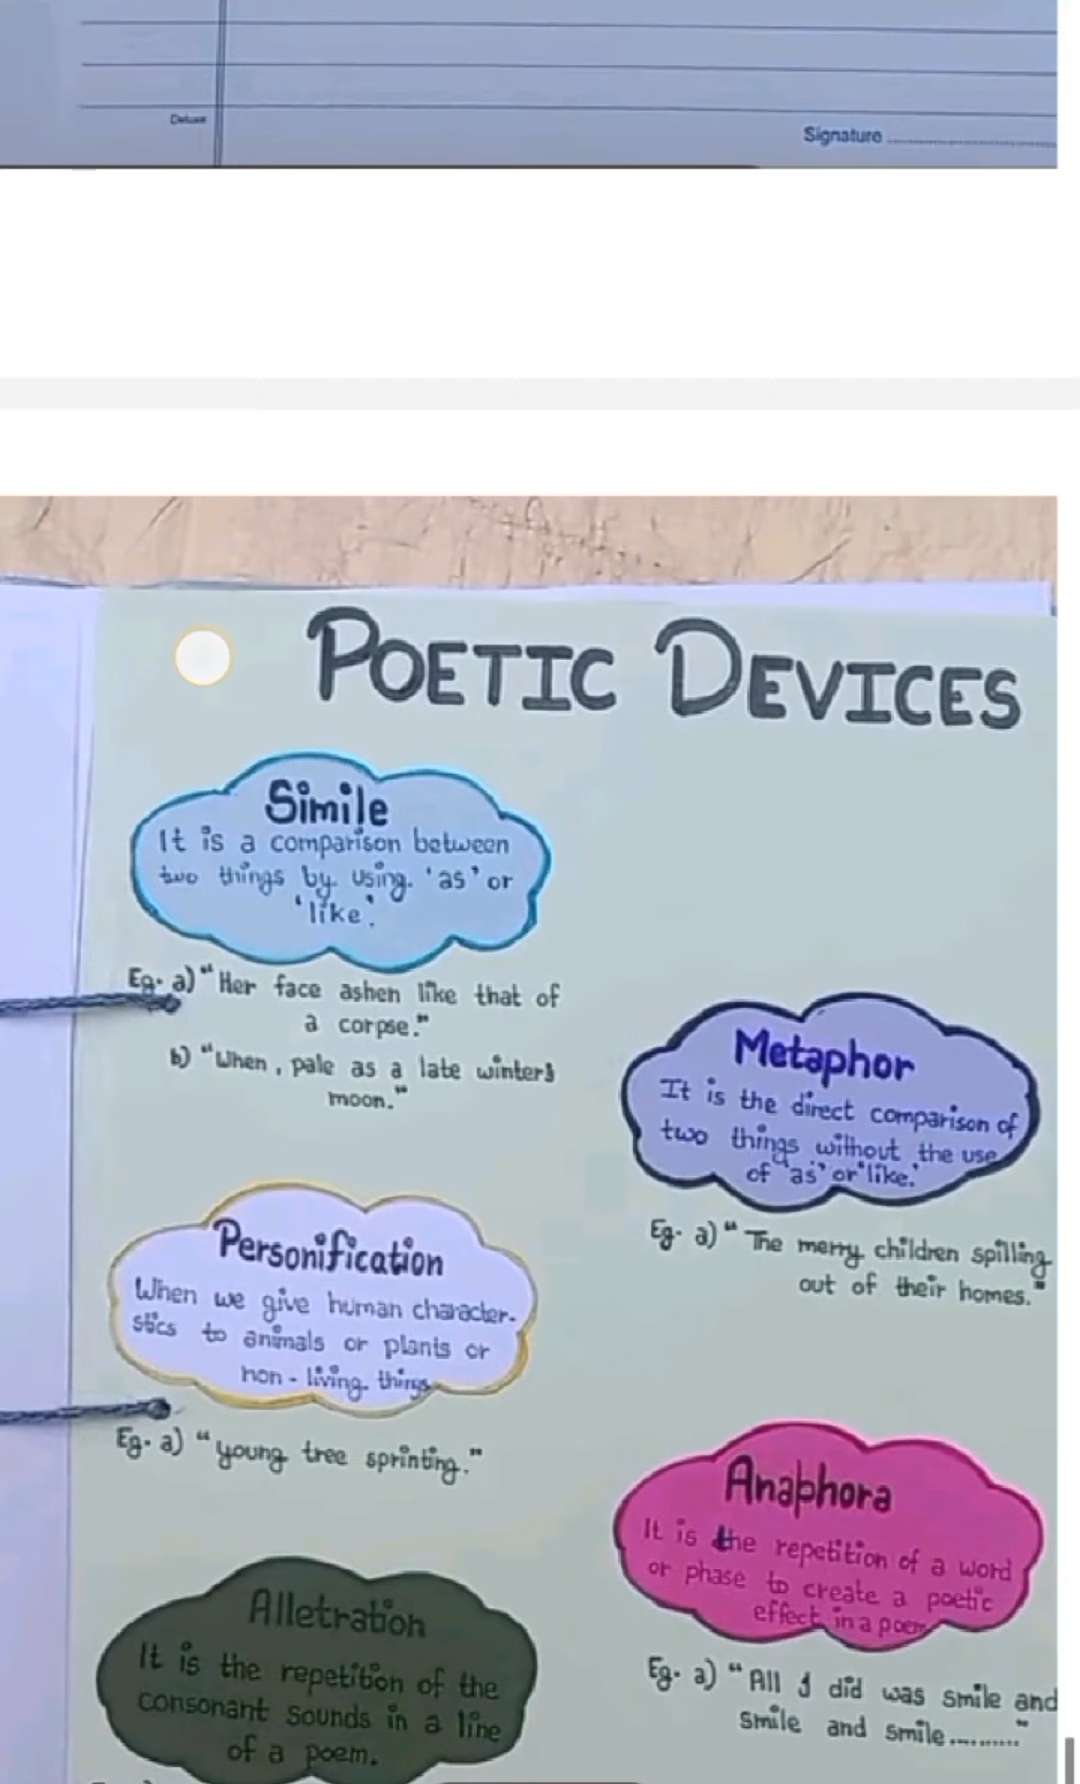 Deluxe
Signature
POETIC DEVICES
Simile
It is a comparison between
two things by using. 'as' or
'like'.
Eg. a) "Her face ashen like that of
a corpse."
b) "When, pale as a late winters
moon."
Metaphor
It is the direct comparison of
two things without the use
of 'as' or 'like.'
Eg. a) "The merry children spilling
out of their homes."
Personification
When we give human character-
stics to animals or plants or
non-living. things
Eg. a) "young tree sprinting."
Anaphora
It is the repetition of a word
or phase to create a poetic
effect in a poem
Eg. a) "All I did was smile and
smile and smile.........."
Alletration
It is the repetition of the
consonant sounds in a line
of a poem.